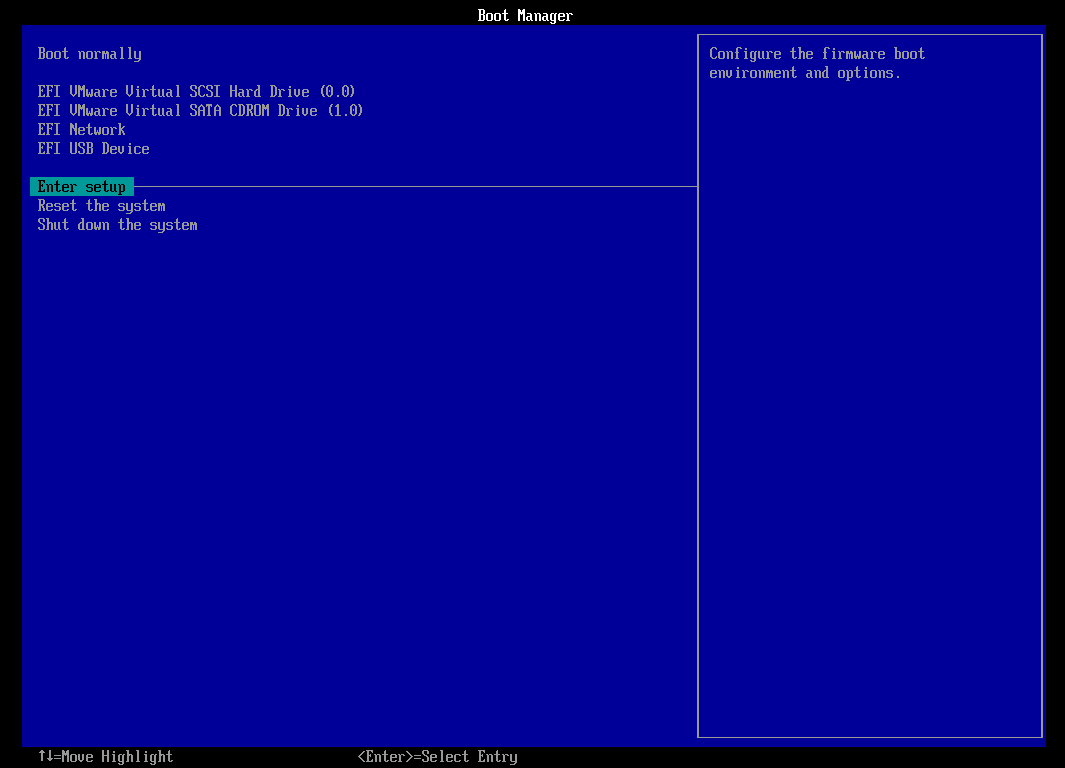 Boot Manager
Boot normally
EFI VMware Virtual SCSI Hard Drive (0.0)
EFI VMware Virtual SATA CDROM Drive (1.0)
EFI Network
EFI USB Device
Enter setup
Reset the system
Shut down the system
Configure the firmware boot
environment and options.
↑↓=Move Highlight
<Enter>=Select Entry